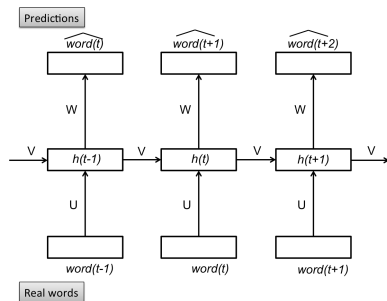 Predictions
word(t) word(t+1) word(t+2)
W W W
V h(t-1) V h(t) V h(t+1) V
U U U
word(t-1) word(t) word(t+1)
Real words